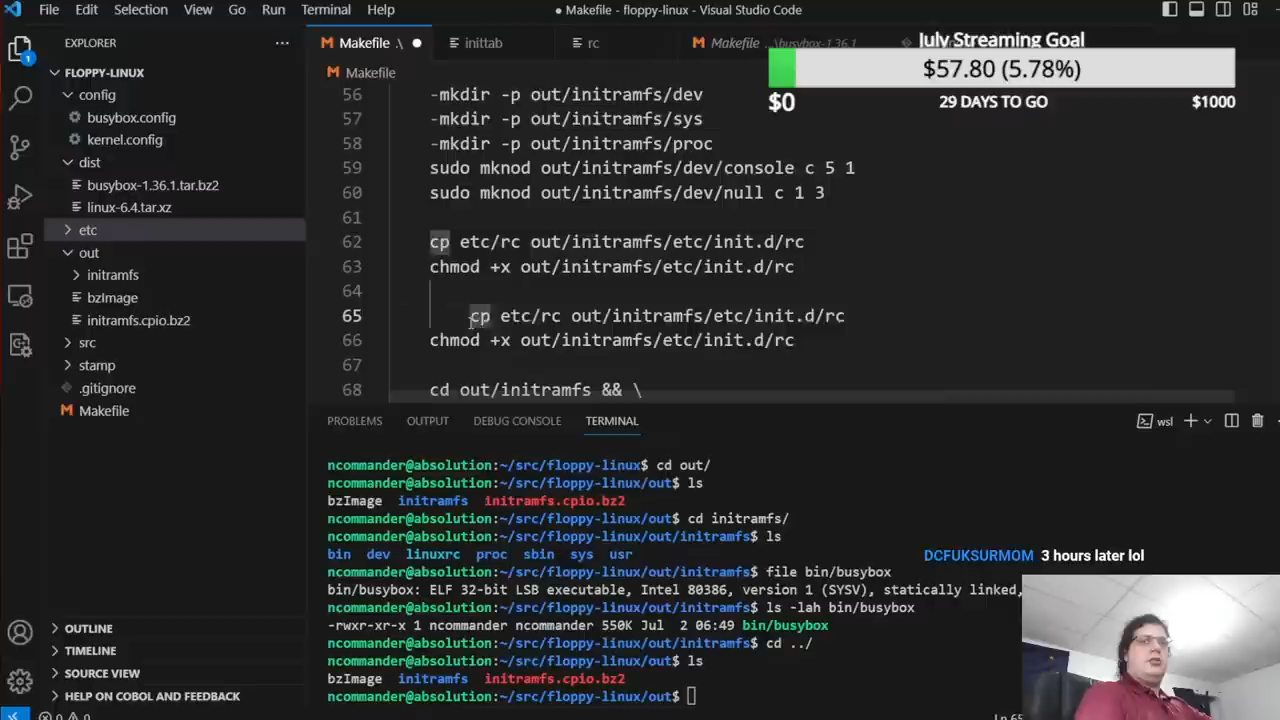 File Edit Selection View Go Run Terminal Help
● Makefile - floppy-linux - Visual Studio Code
EXPLORER
Makefile .\
inttab
rc
Makefile ...\busybox-1.36.1
July Streaming Goal
$57.80 (5.78%)
$0
29 DAYS TO GO
$1000
1
FLOPPY-LINUX
config
busybox.config
kernel.config
dist
busybox-1.36.1.tar.bz2
linux-6.4.tar.xz
etc
out
initramfs
bzImage
initramfs.cpio.bz2
src
stamp
.gitignore
Makefile
OUTLINE
TIMELINE
SOURCE VIEW
HELP ON COBOL AND FEEDBACK
Makefile
56 -mkdir -p out/initramfs/dev
57 -mkdir -p out/initramfs/sys
58 -mkdir -p out/initramfs/proc
59 sudo mknod out/initramfs/dev/console c 5 1
60 sudo mknod out/initramfs/dev/null c 1 3
61
62 cp etc/rc out/initramfs/etc/init.d/rc
63 chmod +x out/initramfs/etc/init.d/rc
64
65 cp etc/rc out/initramfs/etc/init.d/rc
66 chmod +x out/initramfs/etc/init.d/rc
67
68 cd out/initramfs && \
PROBLEMS OUTPUT DEBUG CONSOLE TERMINAL
wsl
ncommander@absolution:~/src/floppy-linux$ cd out/
ncommander@absolution:~/src/floppy-linux/out$ ls
bzImage initramfs initramfs.cpio.bz2
ncommander@absolution:~/src/floppy-linux/out$ cd initramfs/
ncommander@absolution:~/src/floppy-linux/out/initramfs$ ls
bin dev linuxrc proc sbin sys usr
ncommander@absolution:~/src/floppy-linux/out/initramfs$ file bin/busybox
bin/busybox: ELF 32-bit LSB executable, Intel 80386, version 1 (SYSV), statically linked,
ncommander@absolution:~/src/floppy-linux/out/initramfs$ ls -lah bin/busybox
-rwxr-xr-x 1 ncommander ncommander 550K Jul 2 06:49 bin/busybox
ncommander@absolution:~/src/floppy-linux/out/initramfs$ cd ../
ncommander@absolution:~/src/floppy-linux/out$ ls
bzImage initramfs initramfs.cpio.bz2
ncommander@absolution:~/src/floppy-linux/out$
DCFUKSURMOM 3 hours later lol